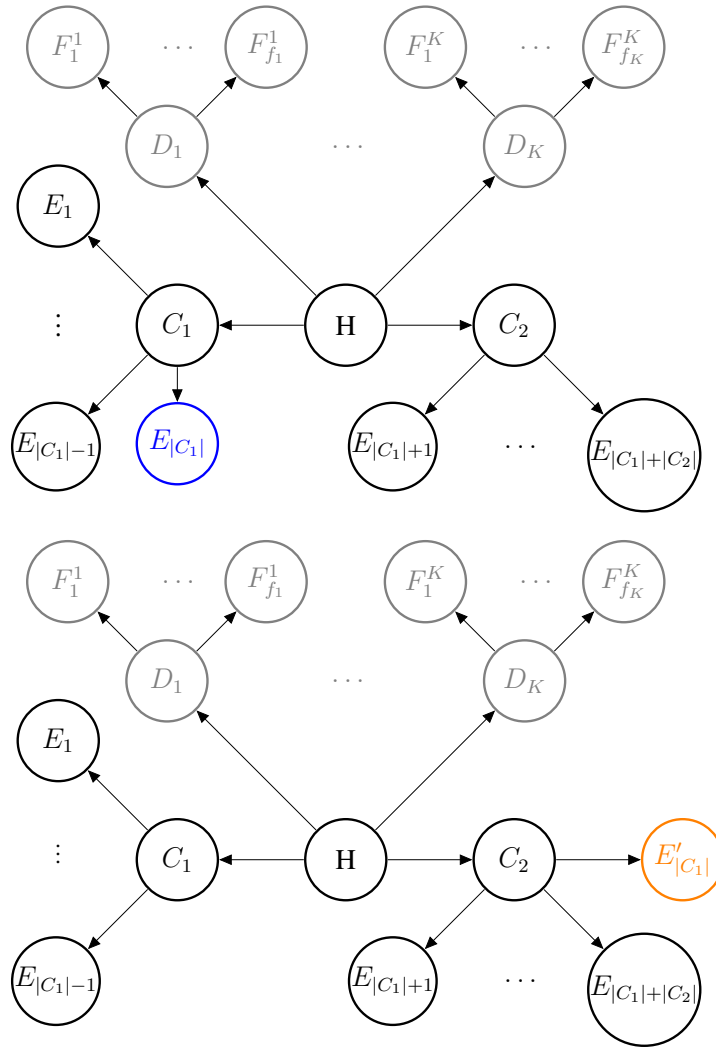 F_1^1 ··· F_{f_1}^1 F_1^K ··· F_{f_K}^K
D_1 ··· D_K
E_1
⋮ C_1 H C_2
E_{|C_1|−1} E_{|C_1|} E_{|C_1|+1} ··· E_{|C_1|+|C_2|}
F_1^1 ··· F_{f_1}^1 F_1^K ··· F_{f_K}^K
D_1 ··· D_K
E_1
⋮ C_1 H C_2 E'_{|C_1|}
E_{|C_1|−1} E_{|C_1|+1} ··· E_{|C_1|+|C_2|}